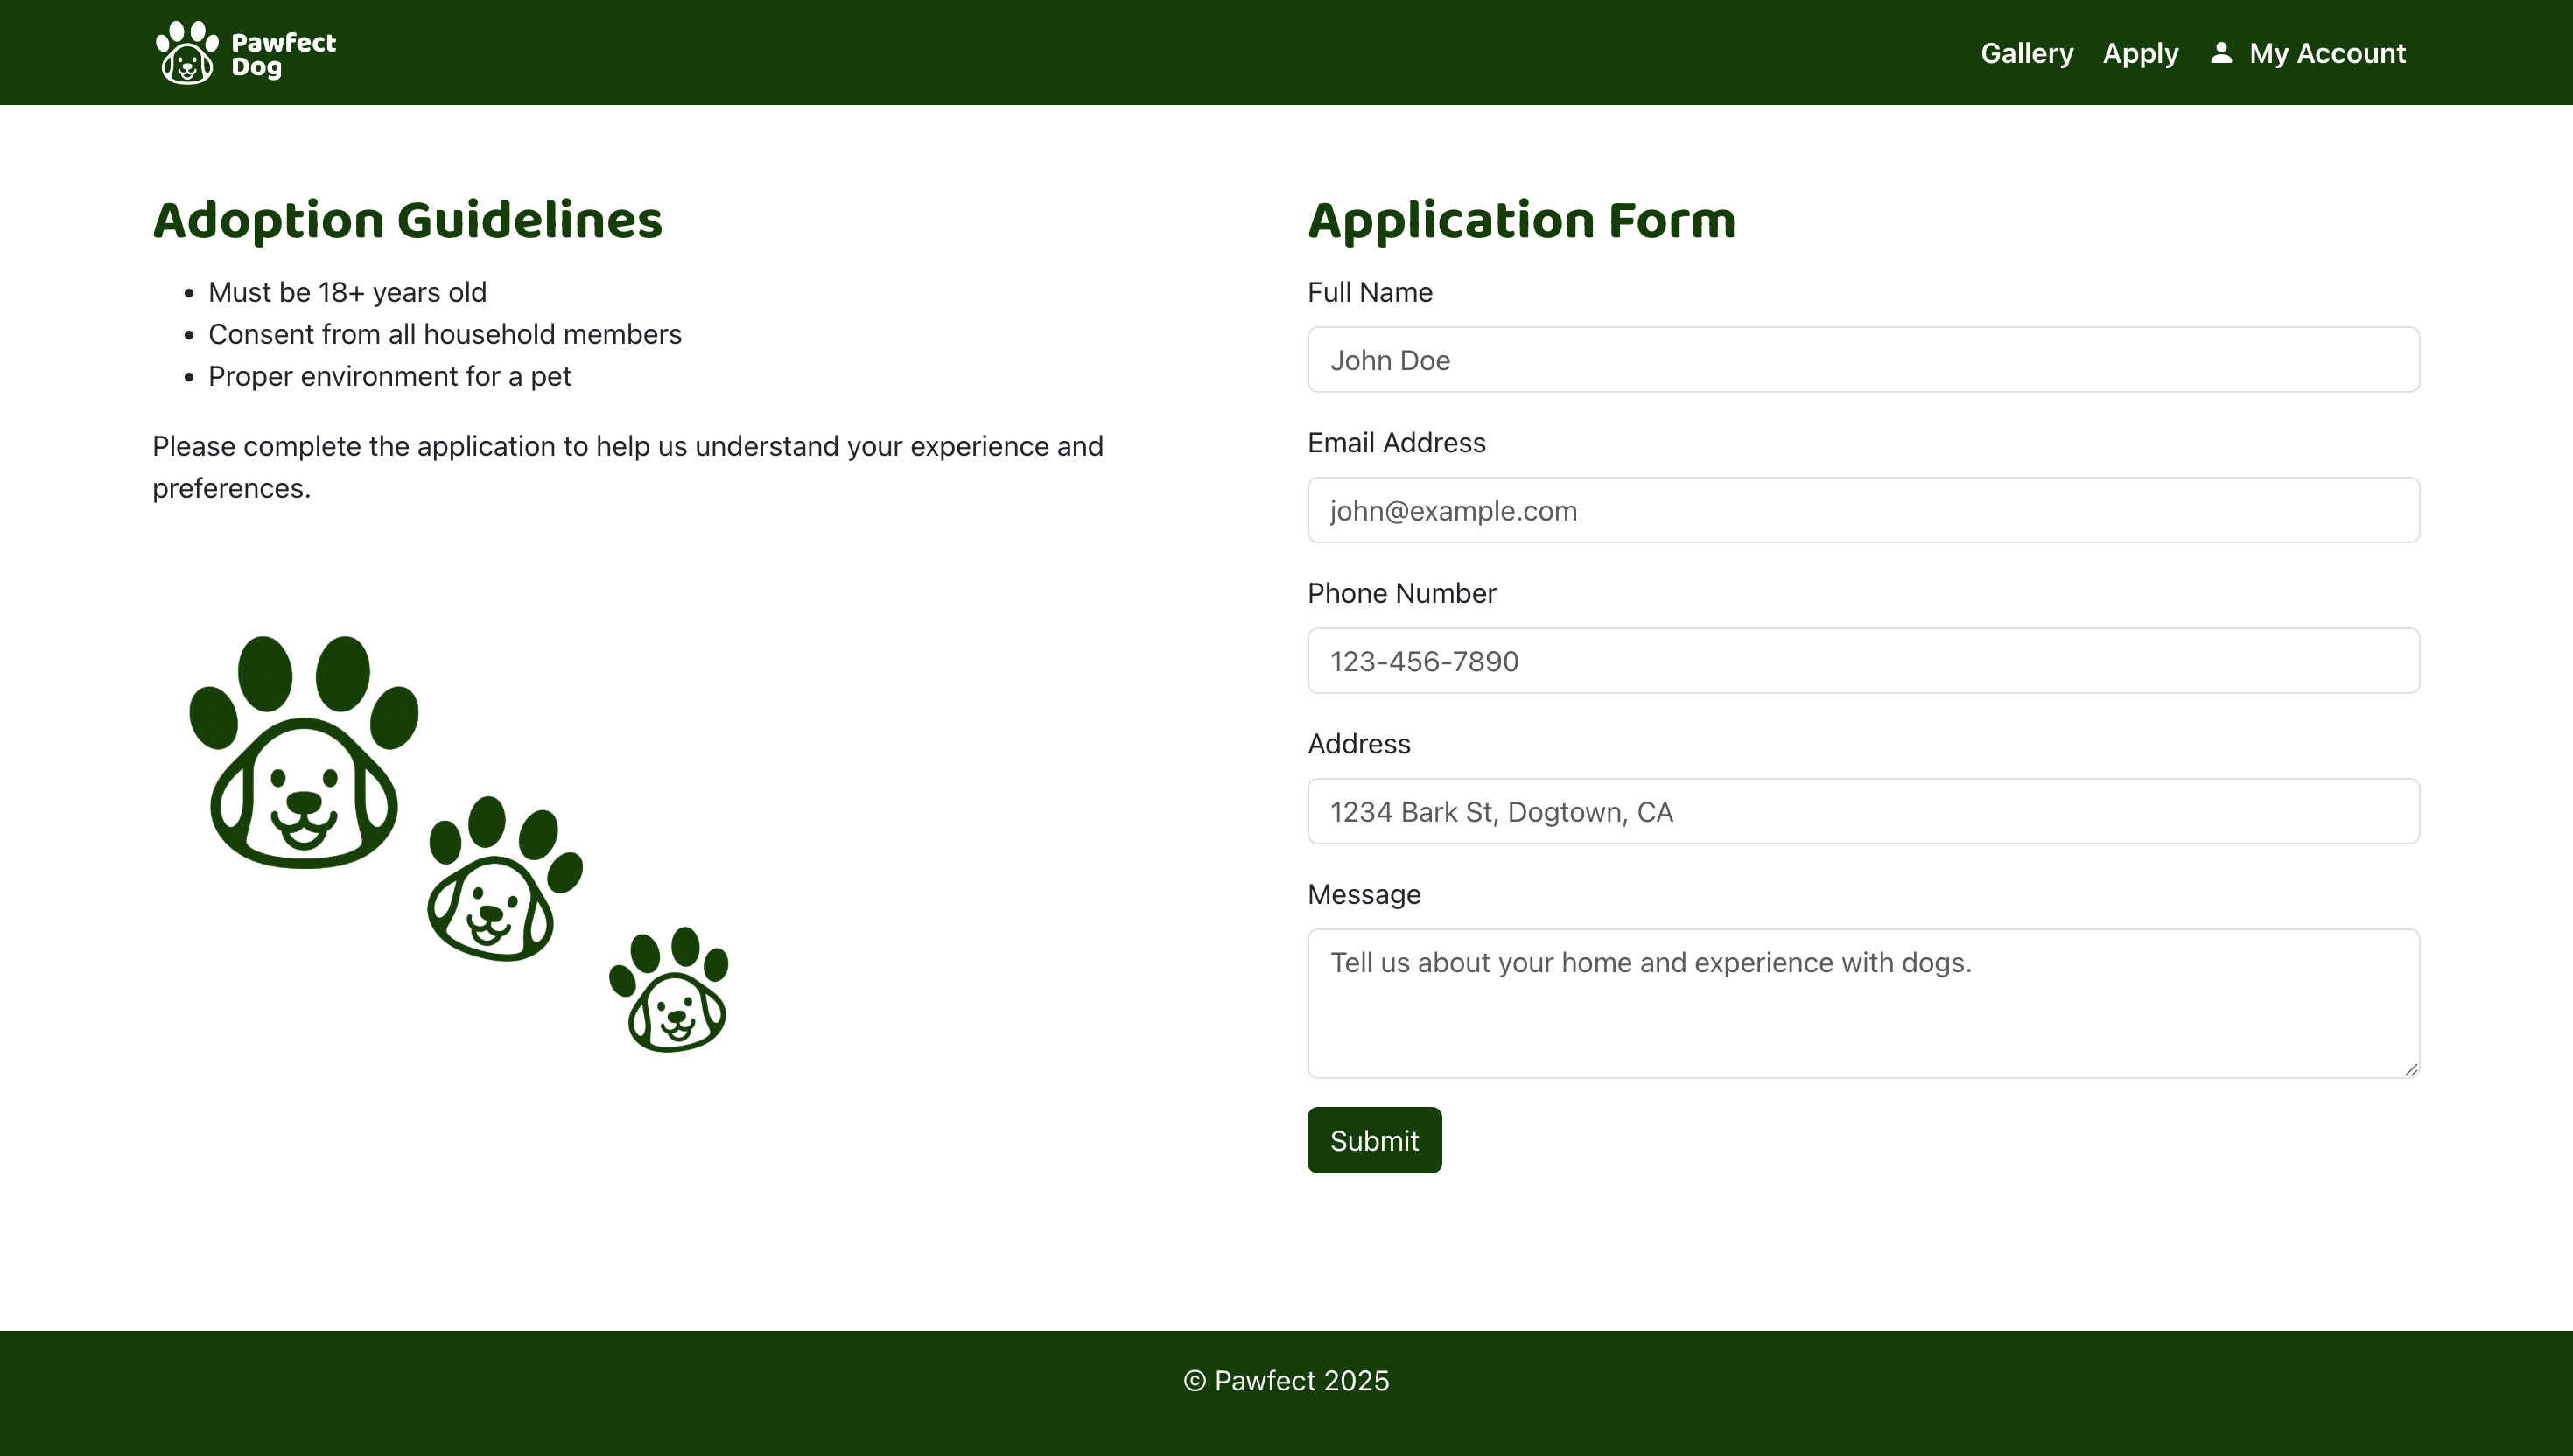 Pawfect
Dog
Gallery
Apply
My Account
Adoption Guidelines
• Must be 18+ years old
• Consent from all household members
• Proper environment for a pet
Please complete the application to help us understand your experience and
preferences.
Application Form
Full Name
John Doe
Email Address
john@example.com
Phone Number
123-456-7890
Address
1234 Bark St, Dogtown, CA
Message
Tell us about your home and experience with dogs.
Submit
© Pawfect 2025